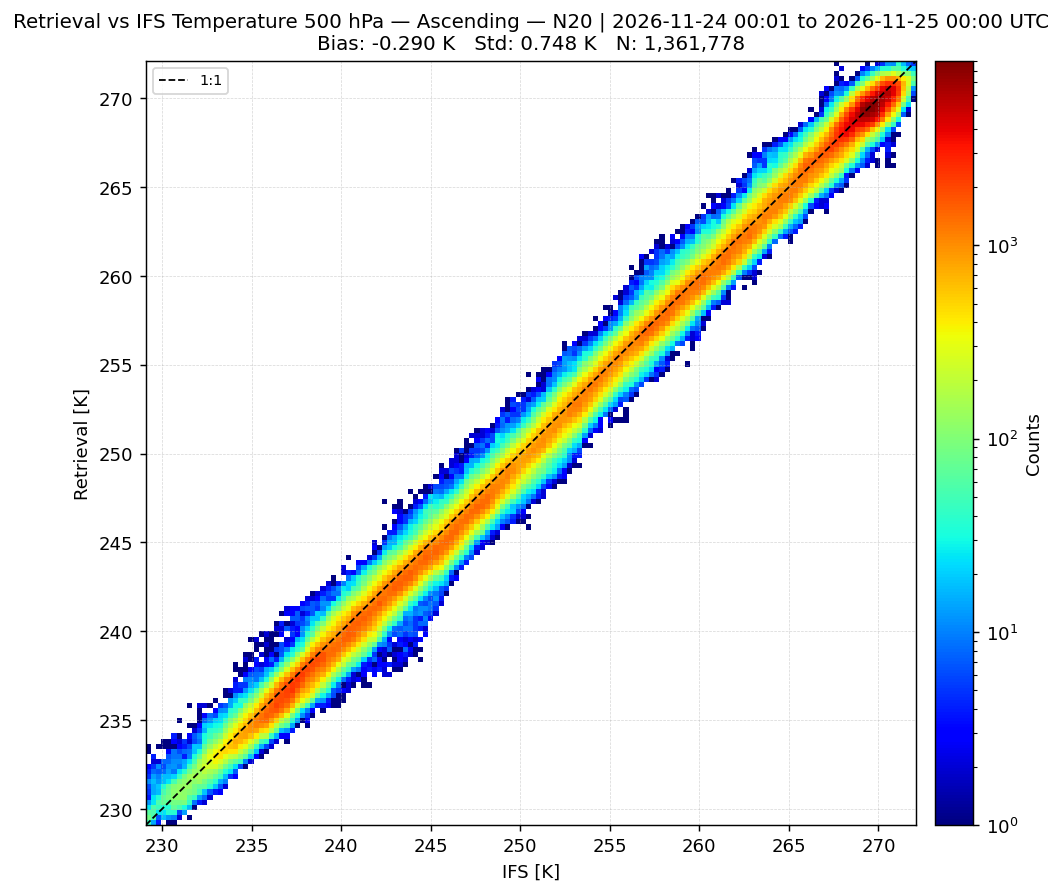 Retrieval vs IFS Temperature 500 hPa — Ascending — N20 | 2026-11-24 00:01 to 2026-11-25 00:00 UTC
Bias: -0.290 K   Std: 0.748 K   N: 1,361,778
1:1
270
265
260
255
250
245
240
235
230
Retrieval [K]
230 235 240 245 250 255 260 265 270
IFS [K]
10³
10²
10¹
10⁰
Counts